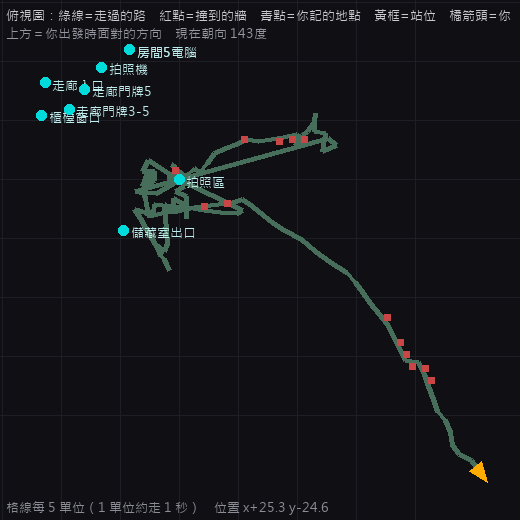 俯視圖：綠線=走過的路　紅點=撞到的牆　青點=你記的地點　黃框=站位　橘箭頭=你
上方＝你出發時面對的方向　現在朝向 143度
房間5電腦
拍照機
走廊入口
走廊門牌5
走廊門牌3-5
櫃檯窗口
拍照區
儲藏室出口
格線每 5 單位（1 單位約走 1 秒）　位置 x+25.3 y-24.6